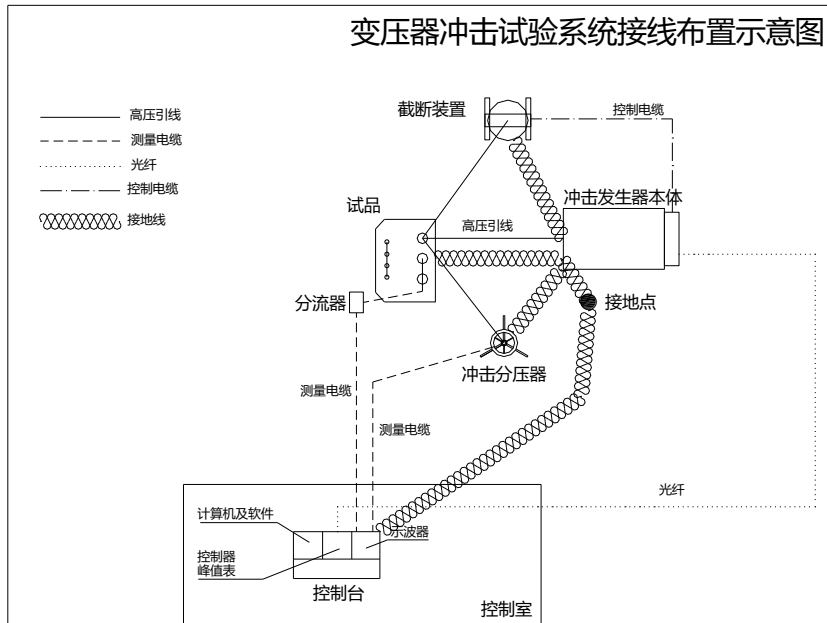 变压器冲击试验系统接线布置示意图
高压引线
测量电缆
光纤
控制电缆
接地线
截断装置
控制电缆
试品
冲击发生器本体
高压引线
分流器
接地点
冲击分压器
测量电缆
测量电缆
光纤
计算机及软件
示波器
控制器
峰值表
控制台
控制室